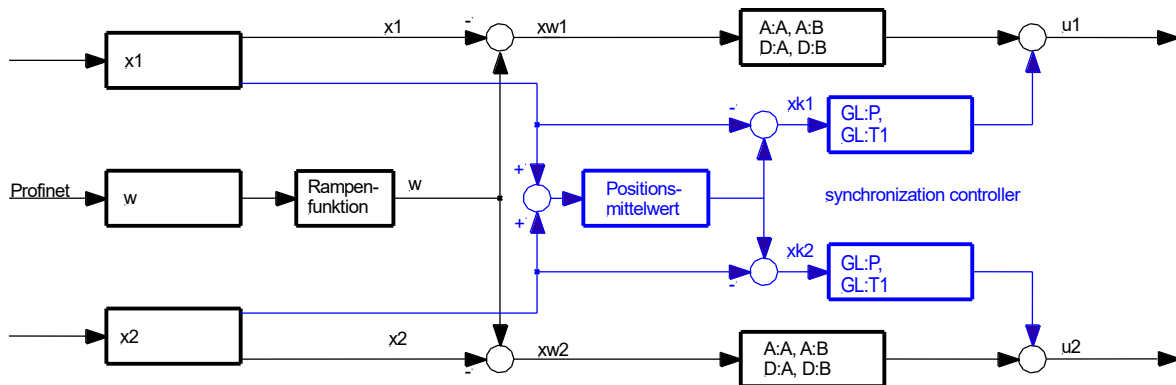 x1
x1
-
xw1
A:A, A:B
D:A, D:B
u1
-
xk1
GL:P,
GL:T1
Profinet
w
Rampen-
funktion
w
+
+
Positions-
mittelwert
synchronization controller
-
xk2
GL:P,
GL:T1
x2
x2
-
xw2
A:A, A:B
D:A, D:B
u2